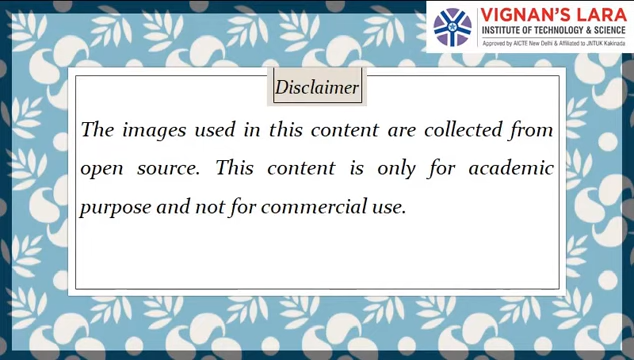 VIGNAN'S LARA
INSTITUTE OF TECHNOLOGY & SCIENCE
Approved by AICTE New Delhi & Affiliated to JNTUK Kakinada
Disclaimer
The images used in this content are collected from
open source. This content is only for academic
purpose and not for commercial use.